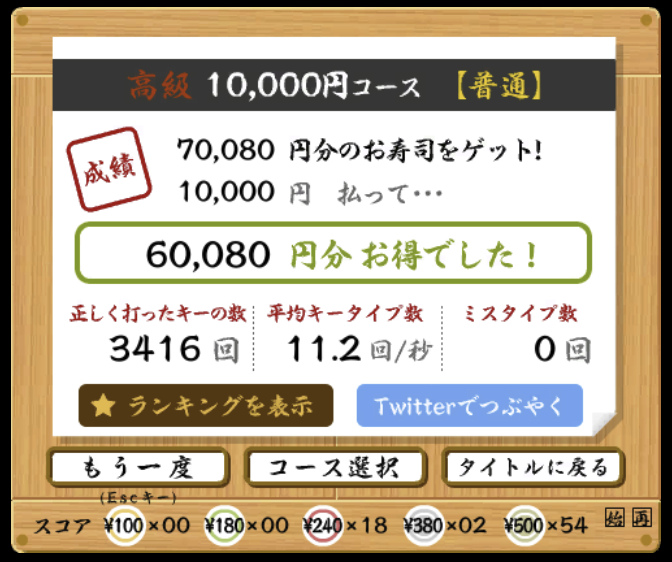 高級 10,000円コース 【普通】
成績
70,080 円分のお寿司をゲット!
10,000 円 払って…
60,080 円分 お得でした！
正しく打ったキーの数 平均キータイプ数 ミスタイプ数
3416 回 11.2 回/秒 0 回
★ ランキングを表示 Twitterでつぶやく
もう一度 コース選択 タイトルに戻る
(Escキー)
スコア ¥100×00 ¥180×00 ¥240×18 ¥380×02 ¥500×54 始 再